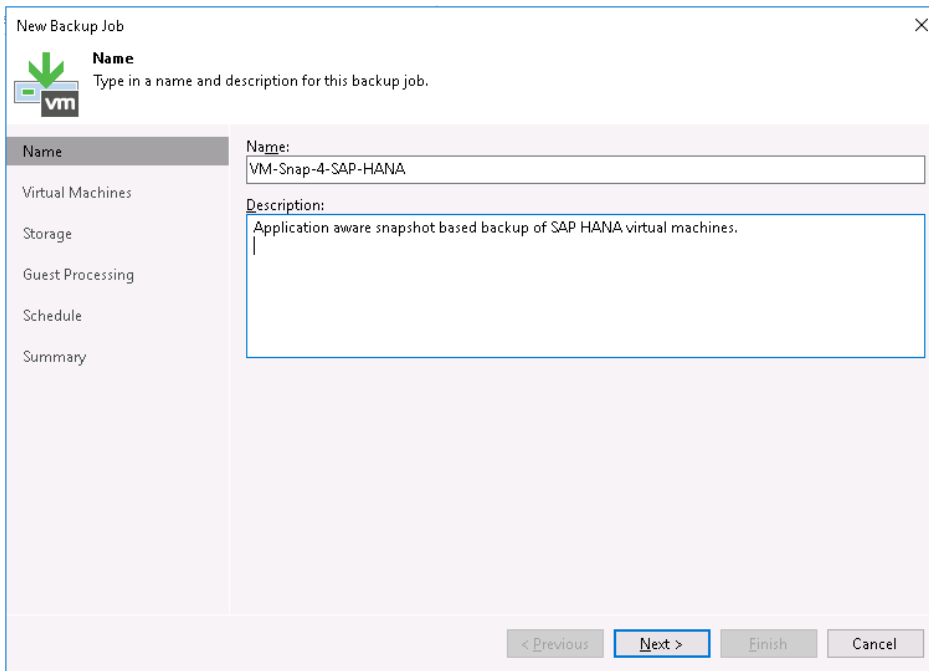 New Backup Job
Name
Type in a name and description for this backup job.
vm
Name
Virtual Machines
Storage
Guest Processing
Schedule
Summary
Name:
VM-Snap-4-SAP-HANA
Description:
Application aware snapshot based backup of SAP HANA virtual machines.
< Previous
Next >
Finish
Cancel